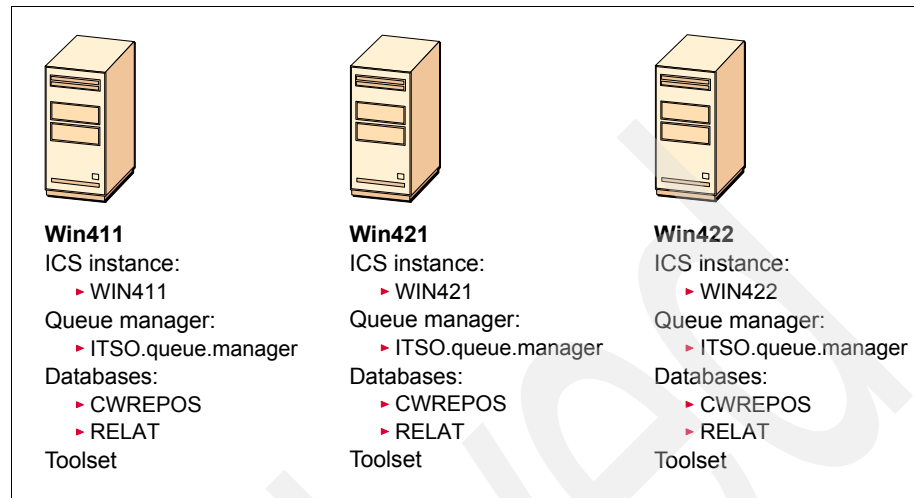 Win411
ICS instance:
► WIN411
Queue manager:
► ITSO.queue.manager
Databases:
► CWREPOS
► RELAT
Toolset
Win421
ICS instance:
► WIN421
Queue manager:
► ITSO.queue.manager
Databases:
► CWREPOS
► RELAT
Toolset
Win422
ICS instance:
► WIN422
Queue manager:
► ITSO.queue.manager
Databases:
► CWREPOS
► RELAT
Toolset